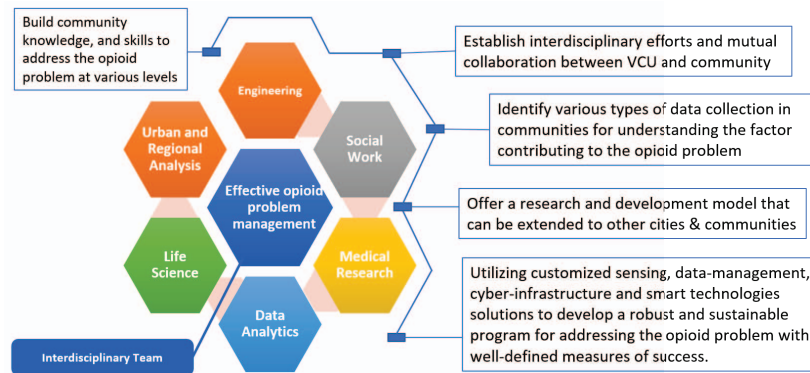 Build community
knowledge, and skills to
address the opioid
problem at various levels
Establish interdisciplinary efforts and mutual
collaboration between VCU and community
Identify various types of data collection in
communities for understanding the factor
contributing to the opioid problem
Offer a research and development model that
can be extended to other cities & communities
Utilizing customized sensing, data-management,
cyber-infrastructure and smart technologies
solutions to develop a robust and sustainable
program for addressing the opioid problem with
well-defined measures of success.
Engineering
Urban and
Regional
Analysis
Social
Work
Effective opioid
problem
management
Life
Science
Medical
Research
Data
Analytics
Interdisciplinary Team